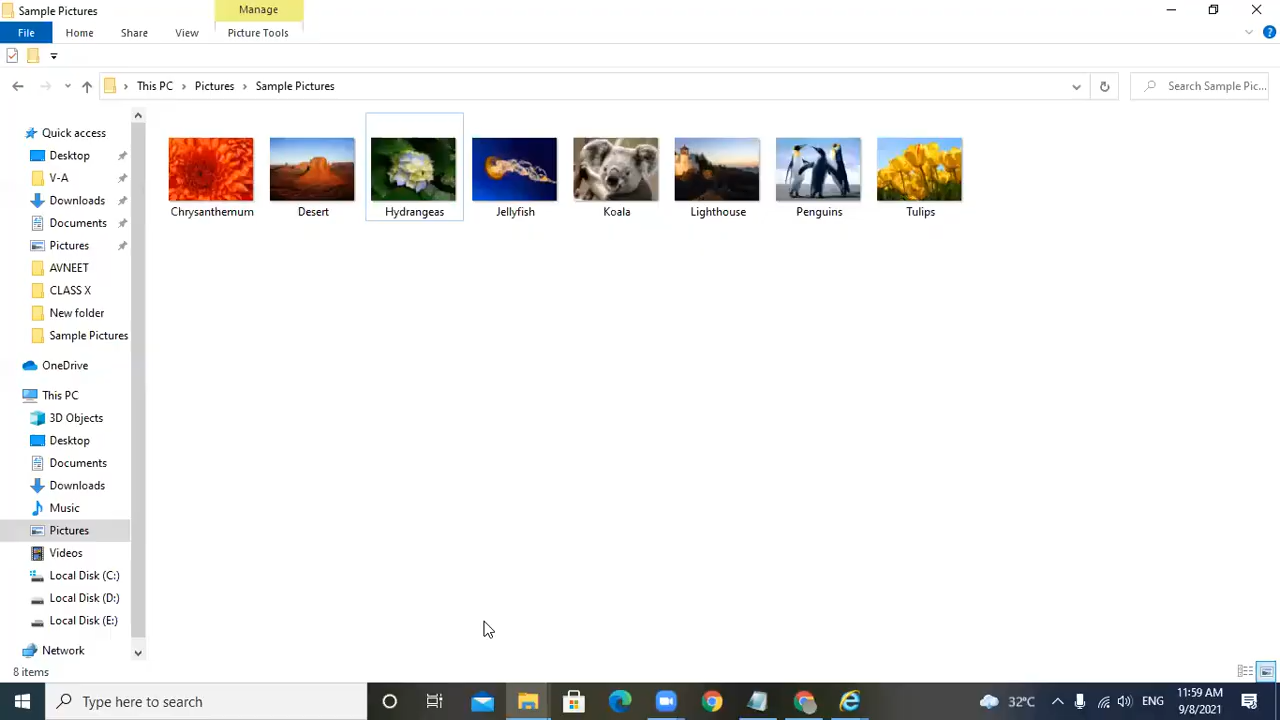 Sample Pictures
Manage
File
Home
Share
View
Picture Tools
This PC
Pictures
Sample Pictures
Search Sample Pic...
Quick access
Desktop
V-A
Downloads
Documents
Pictures
AVNEET
CLASS X
New folder
Sample Pictures
OneDrive
This PC
3D Objects
Desktop
Documents
Downloads
Music
Pictures
Videos
Local Disk (C:)
Local Disk (D:)
Local Disk (E:)
Network
Chrysanthemum
Desert
Hydrangeas
Jellyfish
Koala
Lighthouse
Penguins
Tulips
8 items
Type here to search
32°C
ENG
11:59 AM
9/8/2021